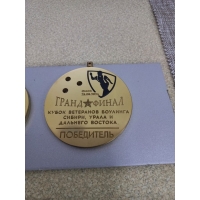 ГРАНД★ФИНАЛ
КУБОК ВЕТЕРАНОВ БОУЛИНГА
СИБИРИ, УРАЛА И
ДАЛЬНЕГО ВОСТОКА
ПОБЕДИТЕЛЬ